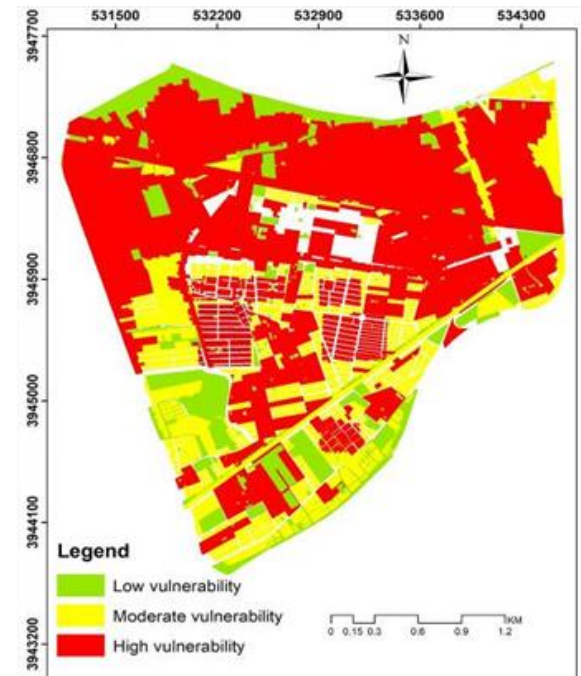 531500 532200 532900 533600 534300
N
3947700
3946800
3945900
3945000
3944100
3943200
Legend
Low vulnerability
Moderate vulnerability
High vulnerability
KM
0 0.15 0.3 0.6 0.9 1.2